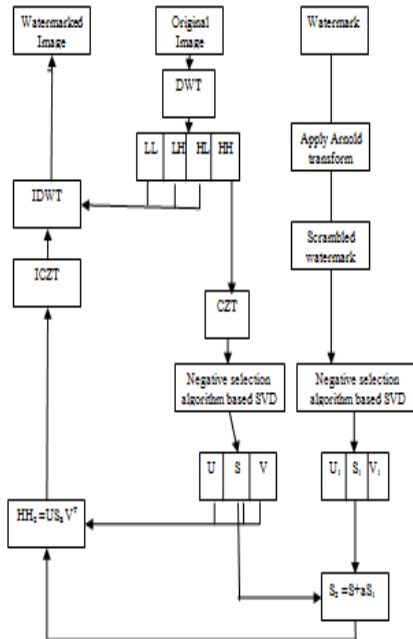 Watermarked
Image
Original
Image
Watermark
DWT
LL LH HL HH
Apply Arnold
transform
IDWT
Scrambled
watermark
ICZT
CZT
Negative selection
algorithm based SVD
Negative selection
algorithm based SVD
U S V
U₁ S₁ V₁
HH₂ =US₂ Vᵀ
S₂ =S+aS₁